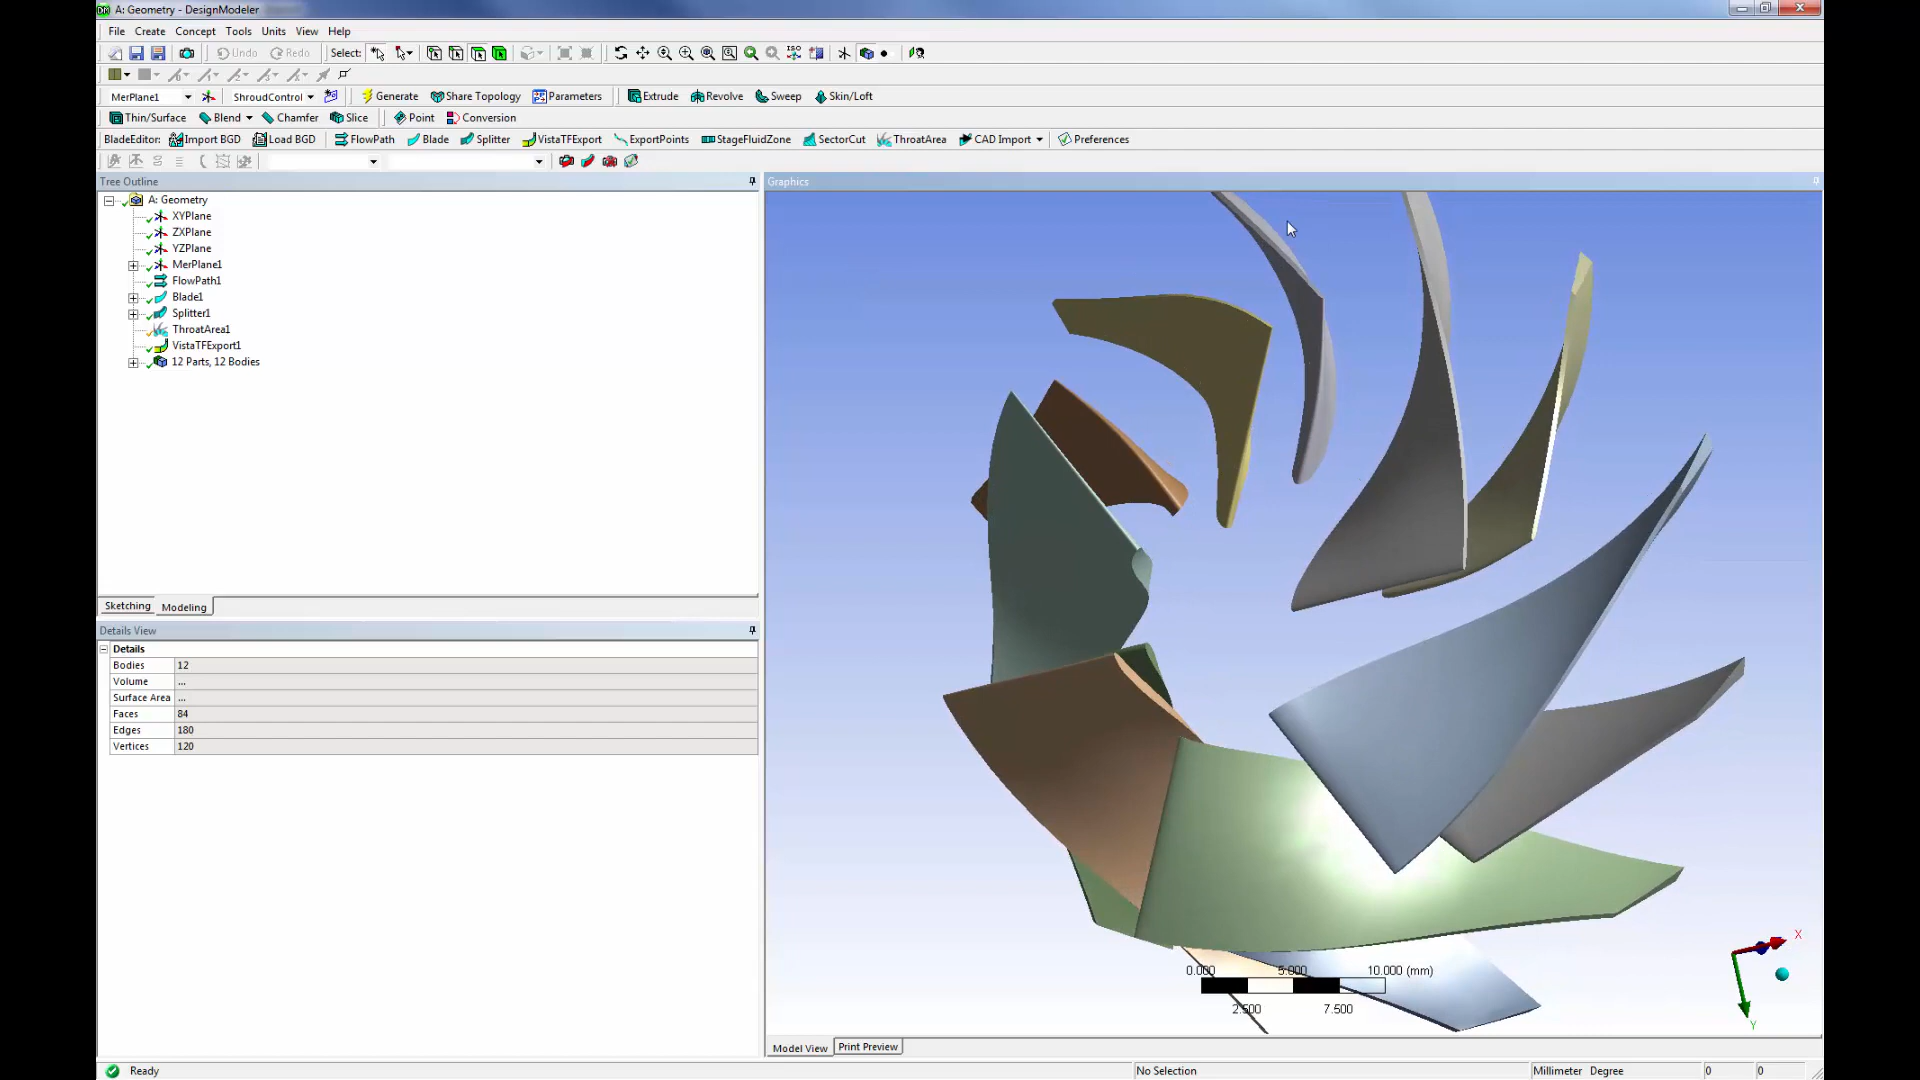 A: Geometry - DesignModeler
File Create Concept Tools Units View Help
Undo Redo Select:
MerPlane1 ShroudControl Generate Share Topology Parameters Extrude Revolve Sweep Skin/Loft
Thin/Surface Blend Chamfer Slice Point Conversion
BladeEditor: Import BGD Load BGD FlowPath Blade Splitter VistaTFExport ExportPoints StageFluidZone SectorCut ThroatArea CAD Import Preferences
Tree Outline
Graphics
A: Geometry
XYPlane
ZXPlane
YZPlane
MerPlane1
FlowPath1
Blade1
Splitter1
ThroatArea1
VistaTFExport1
12 Parts, 12 Bodies
Sketching Modeling
Details View
Details
Bodies 12
Volume ...
Surface Area ...
Faces 84
Edges 180
Vertices 120
0.000 5.000 10.000 (mm)
2.500 7.500
X
Y
Model View Print Preview
Ready No Selection Millimeter Degree 0 0